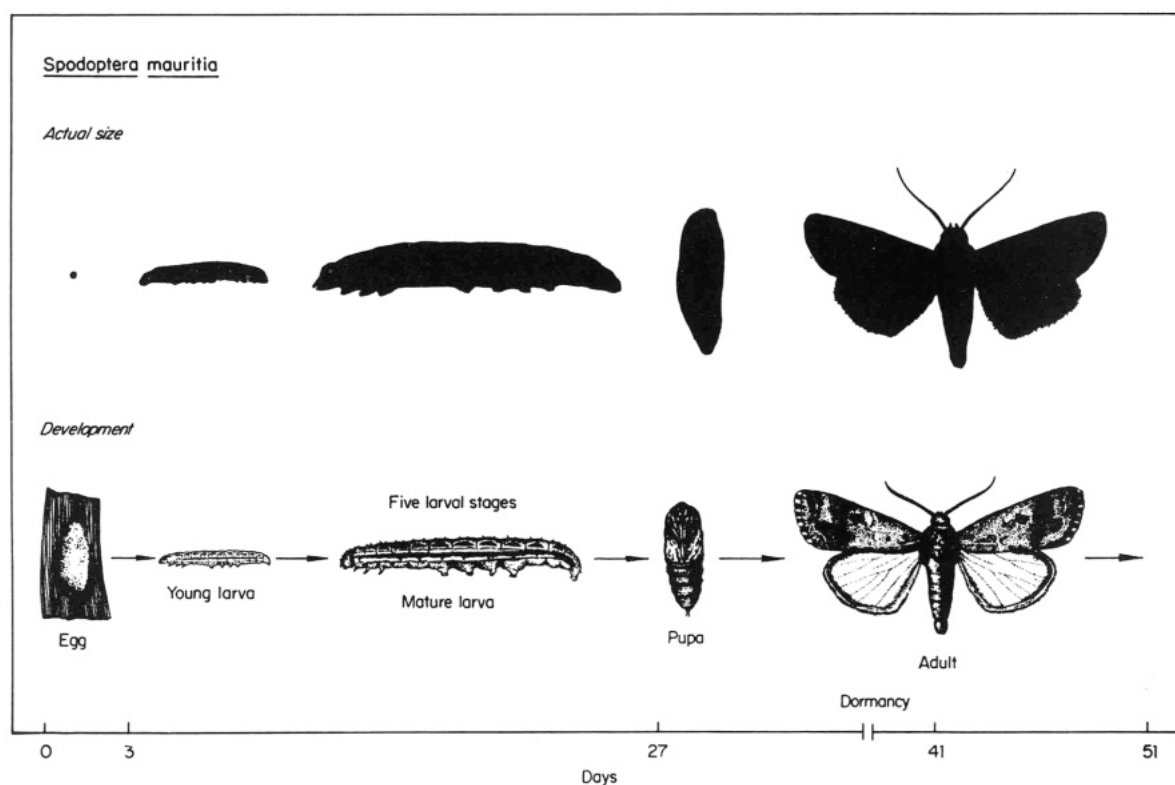 Spodoptera mauritia
Actual size
Development
Five larval stages
Young larva
Mature larva
Egg
Pupa
Adult
Dormancy
0 3 27 41 51
Days